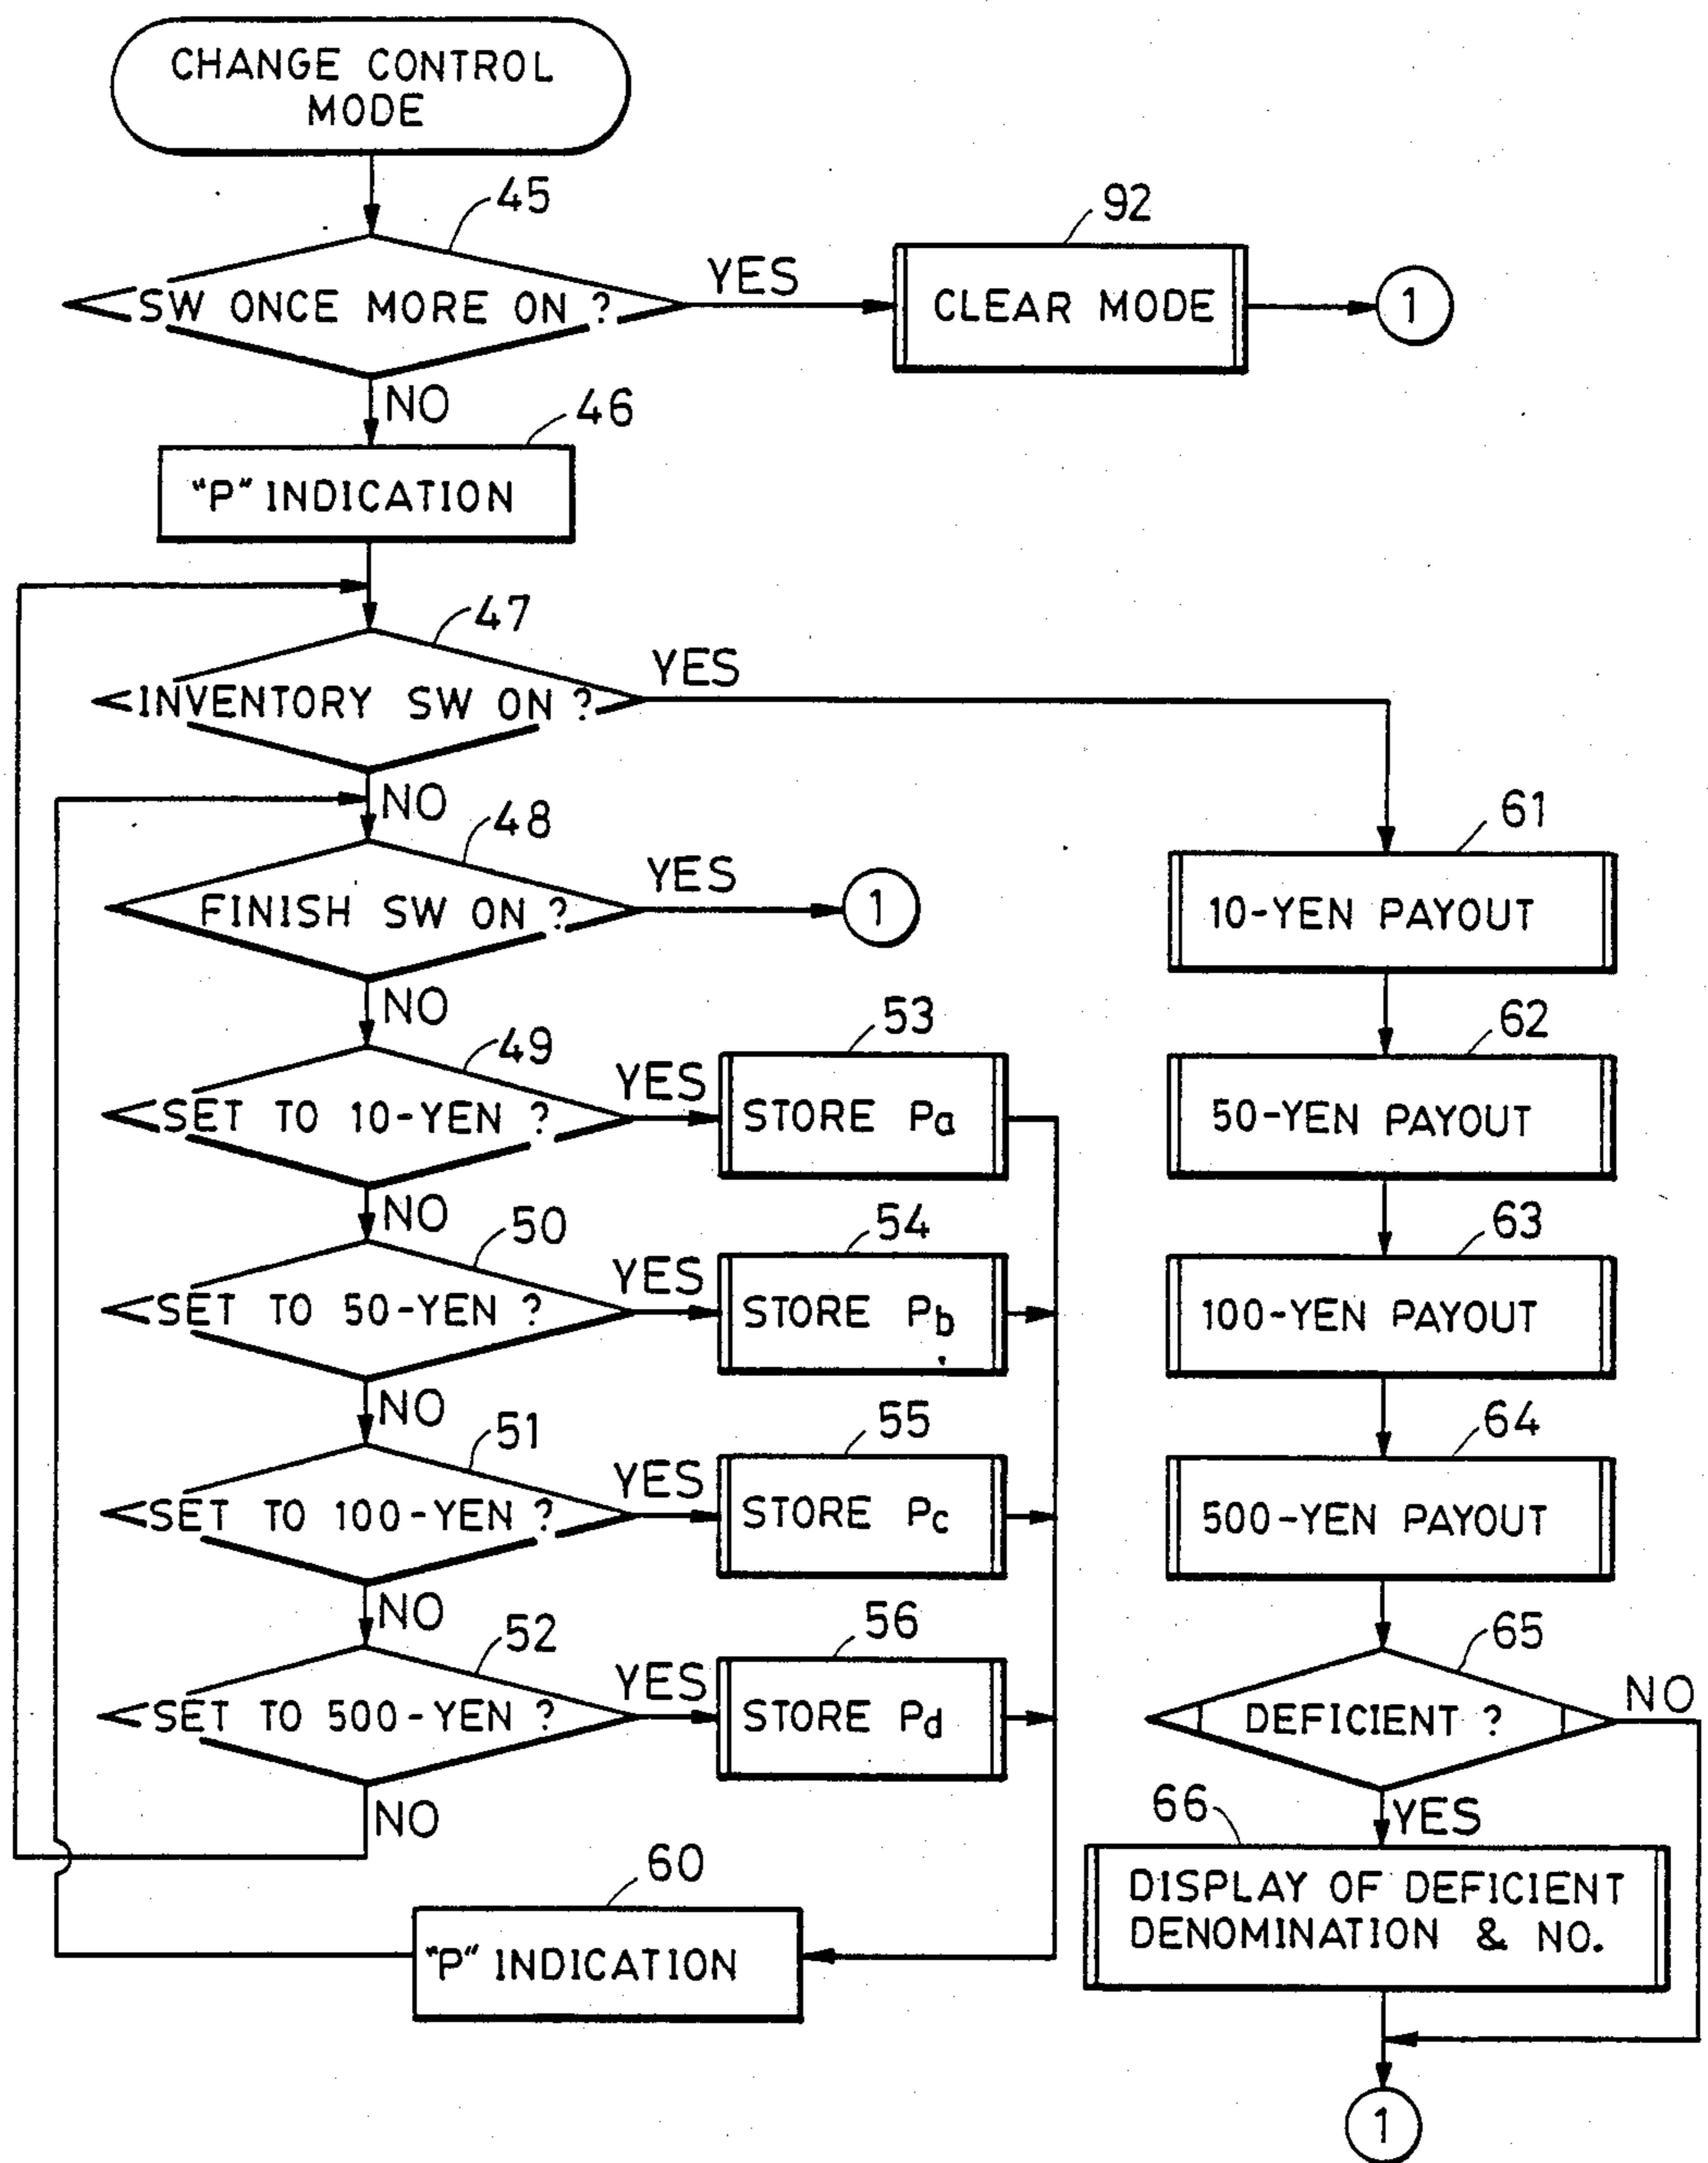 CHANGE CONTROL
MODE
45
SW ONCE MORE ON ?
YES
92
CLEAR MODE
1
NO
46
"P" INDICATION
47
INVENTORY SW ON ?
YES
NO
48
FINISH SW ON ?
YES
1
NO
49
SET TO 10-YEN ?
YES
53
STORE Pa
NO
50
SET TO 50-YEN ?
YES
54
STORE Pb
NO
51
SET TO 100-YEN ?
YES
55
STORE Pc
NO
52
SET TO 500-YEN ?
YES
56
STORE Pd
NO
60
"P" INDICATION
61
10-YEN PAYOUT
62
50-YEN PAYOUT
63
100-YEN PAYOUT
64
500-YEN PAYOUT
65
DEFICIENT ?
NO
YES
66
DISPLAY OF DEFICIENT
DENOMINATION & NO.
1